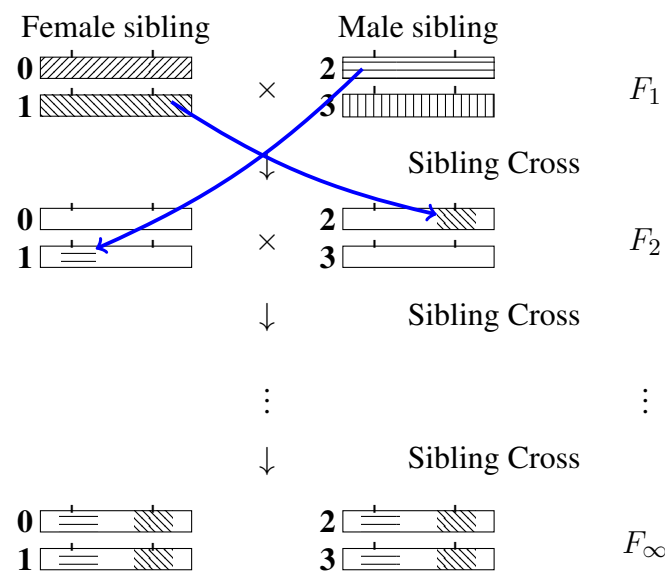 Female sibling Male sibling
0 2
× F₁
1 3
↓ Sibling Cross
0 2
× F₂
1 3
↓ Sibling Cross
⋮ ⋮
↓ Sibling Cross
0 2
1 3
F∞